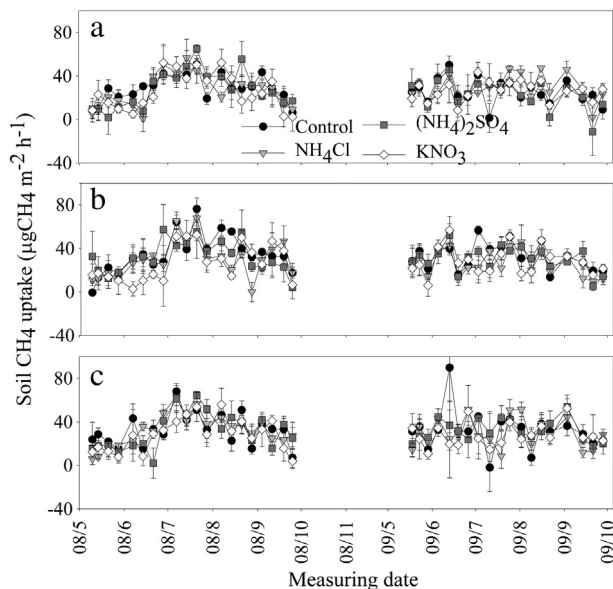 a
80
40
0
-40
Control
(NH4)2SO4
NH4Cl
KNO3
b
80
40
0
-40
c
80
40
0
-40
Soil CH4 uptake (μgCH4 m-2 h-1)
08/5 08/6 08/7 08/8 08/9 08/10 08/11 09/5 09/6 09/7 09/8 09/9 09/10
Measuring date